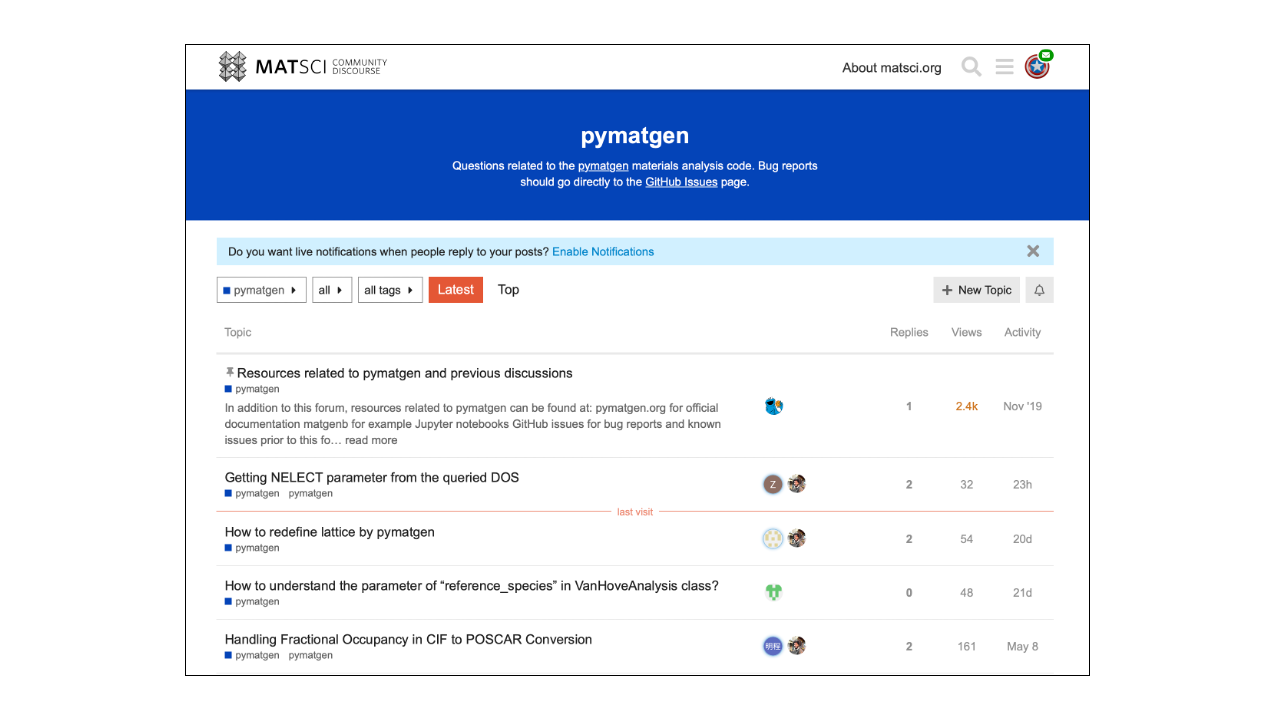 MATSCI COMMUNITY DISCOURSE
About matsci.org
pymatgen
Questions related to the pymatgen materials analysis code. Bug reports
should go directly to the GitHub Issues page.
Do you want live notifications when people reply to your posts? Enable Notifications
pymatgen all all tags Latest Top New Topic
Topic Replies Views Activity
Resources related to pymatgen and previous discussions
pymatgen
In addition to this forum, resources related to pymatgen can be found at: pymatgen.org for official
documentation matgenb for example Jupyter notebooks GitHub issues for bug reports and known
issues prior to this fo… read more
1 2.4k Nov '19
Getting NELECT parameter from the queried DOS
pymatgen pymatgen
Z
2 32 23h
last visit
How to redefine lattice by pymatgen
pymatgen
2 54 20d
How to understand the parameter of “reference_species” in VanHoveAnalysis class?
pymatgen
0 48 21d
Handling Fractional Occupancy in CIF to POSCAR Conversion
pymatgen pymatgen
明程
2 161 May 8